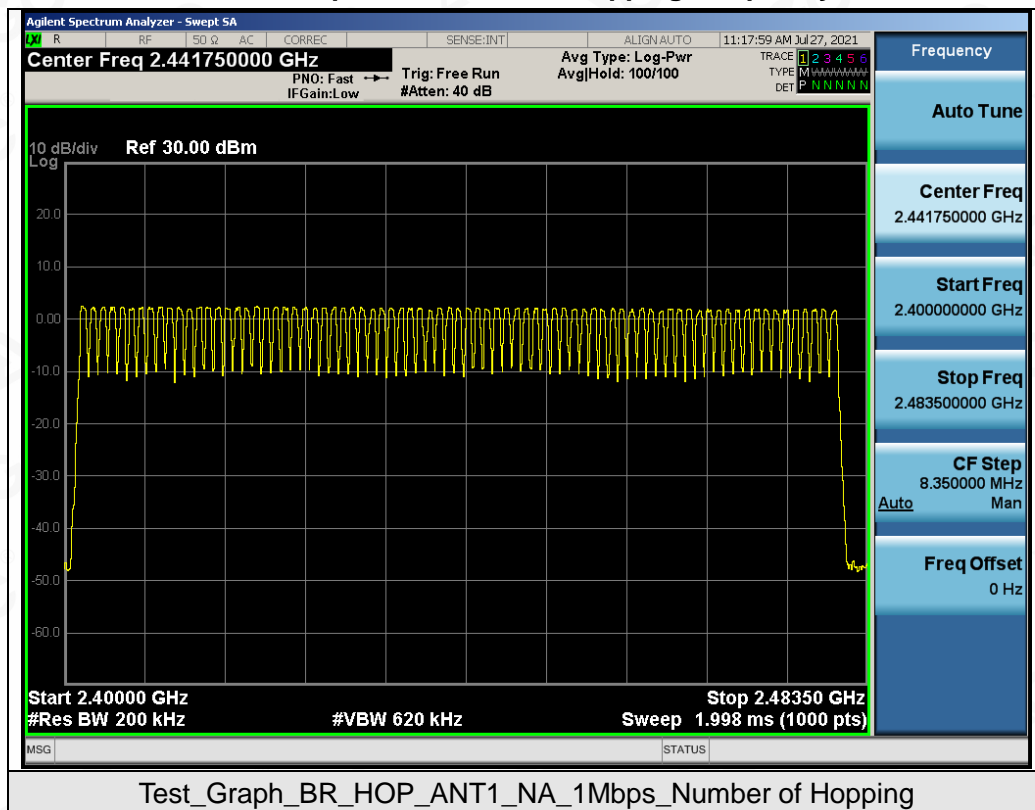 Agilent Spectrum Analyzer - Swept SA
LXI R RF 50 Ω AC CORREC SENSE:INT ALIGN AUTO 11:17:59 AM Jul 27, 2021
Center Freq 2.441750000 GHz
PNO: Fast
IFGain:Low
Trig: Free Run
#Atten: 40 dB
Avg Type: Log-Pwr
Avg|Hold: 100/100
TRACE 1 2 3 4 5 6
TYPE M WWWWW
DET P N N N N N
10 dB/div Ref 30.00 dBm
Log
20.0
10.0
0.00
-10.0
-20.0
-30.0
-40.0
-50.0
-60.0
Start 2.40000 GHz Stop 2.48350 GHz
#Res BW 200 kHz #VBW 620 kHz Sweep 1.998 ms (1000 pts)
MSG STATUS
Frequency
Auto Tune
Center Freq
2.441750000 GHz
Start Freq
2.400000000 GHz
Stop Freq
2.483500000 GHz
CF Step
8.350000 MHz
Auto Man
Freq Offset
0 Hz
Test_Graph_BR_HOP_ANT1_NA_1Mbps_Number of Hopping